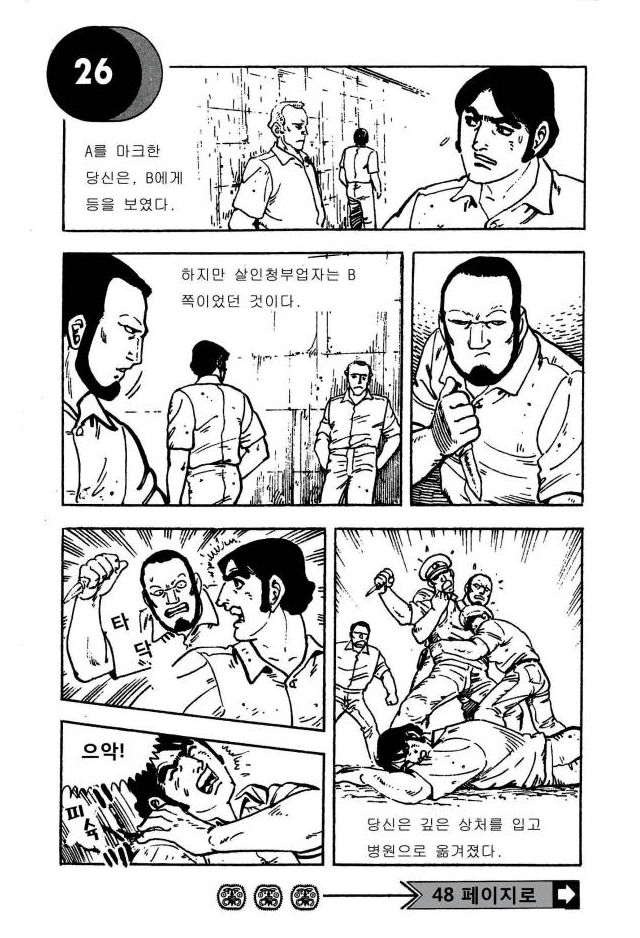 26
A를 마크한
당신은, B에게
등을 보였다.
하지만 살인청부업자는 B
쪽이었던 것이다.
타
닥
으악!
피
슉
당신은 깊은 상처를 입고
병원으로 옮겨졌다.
48 페이지로